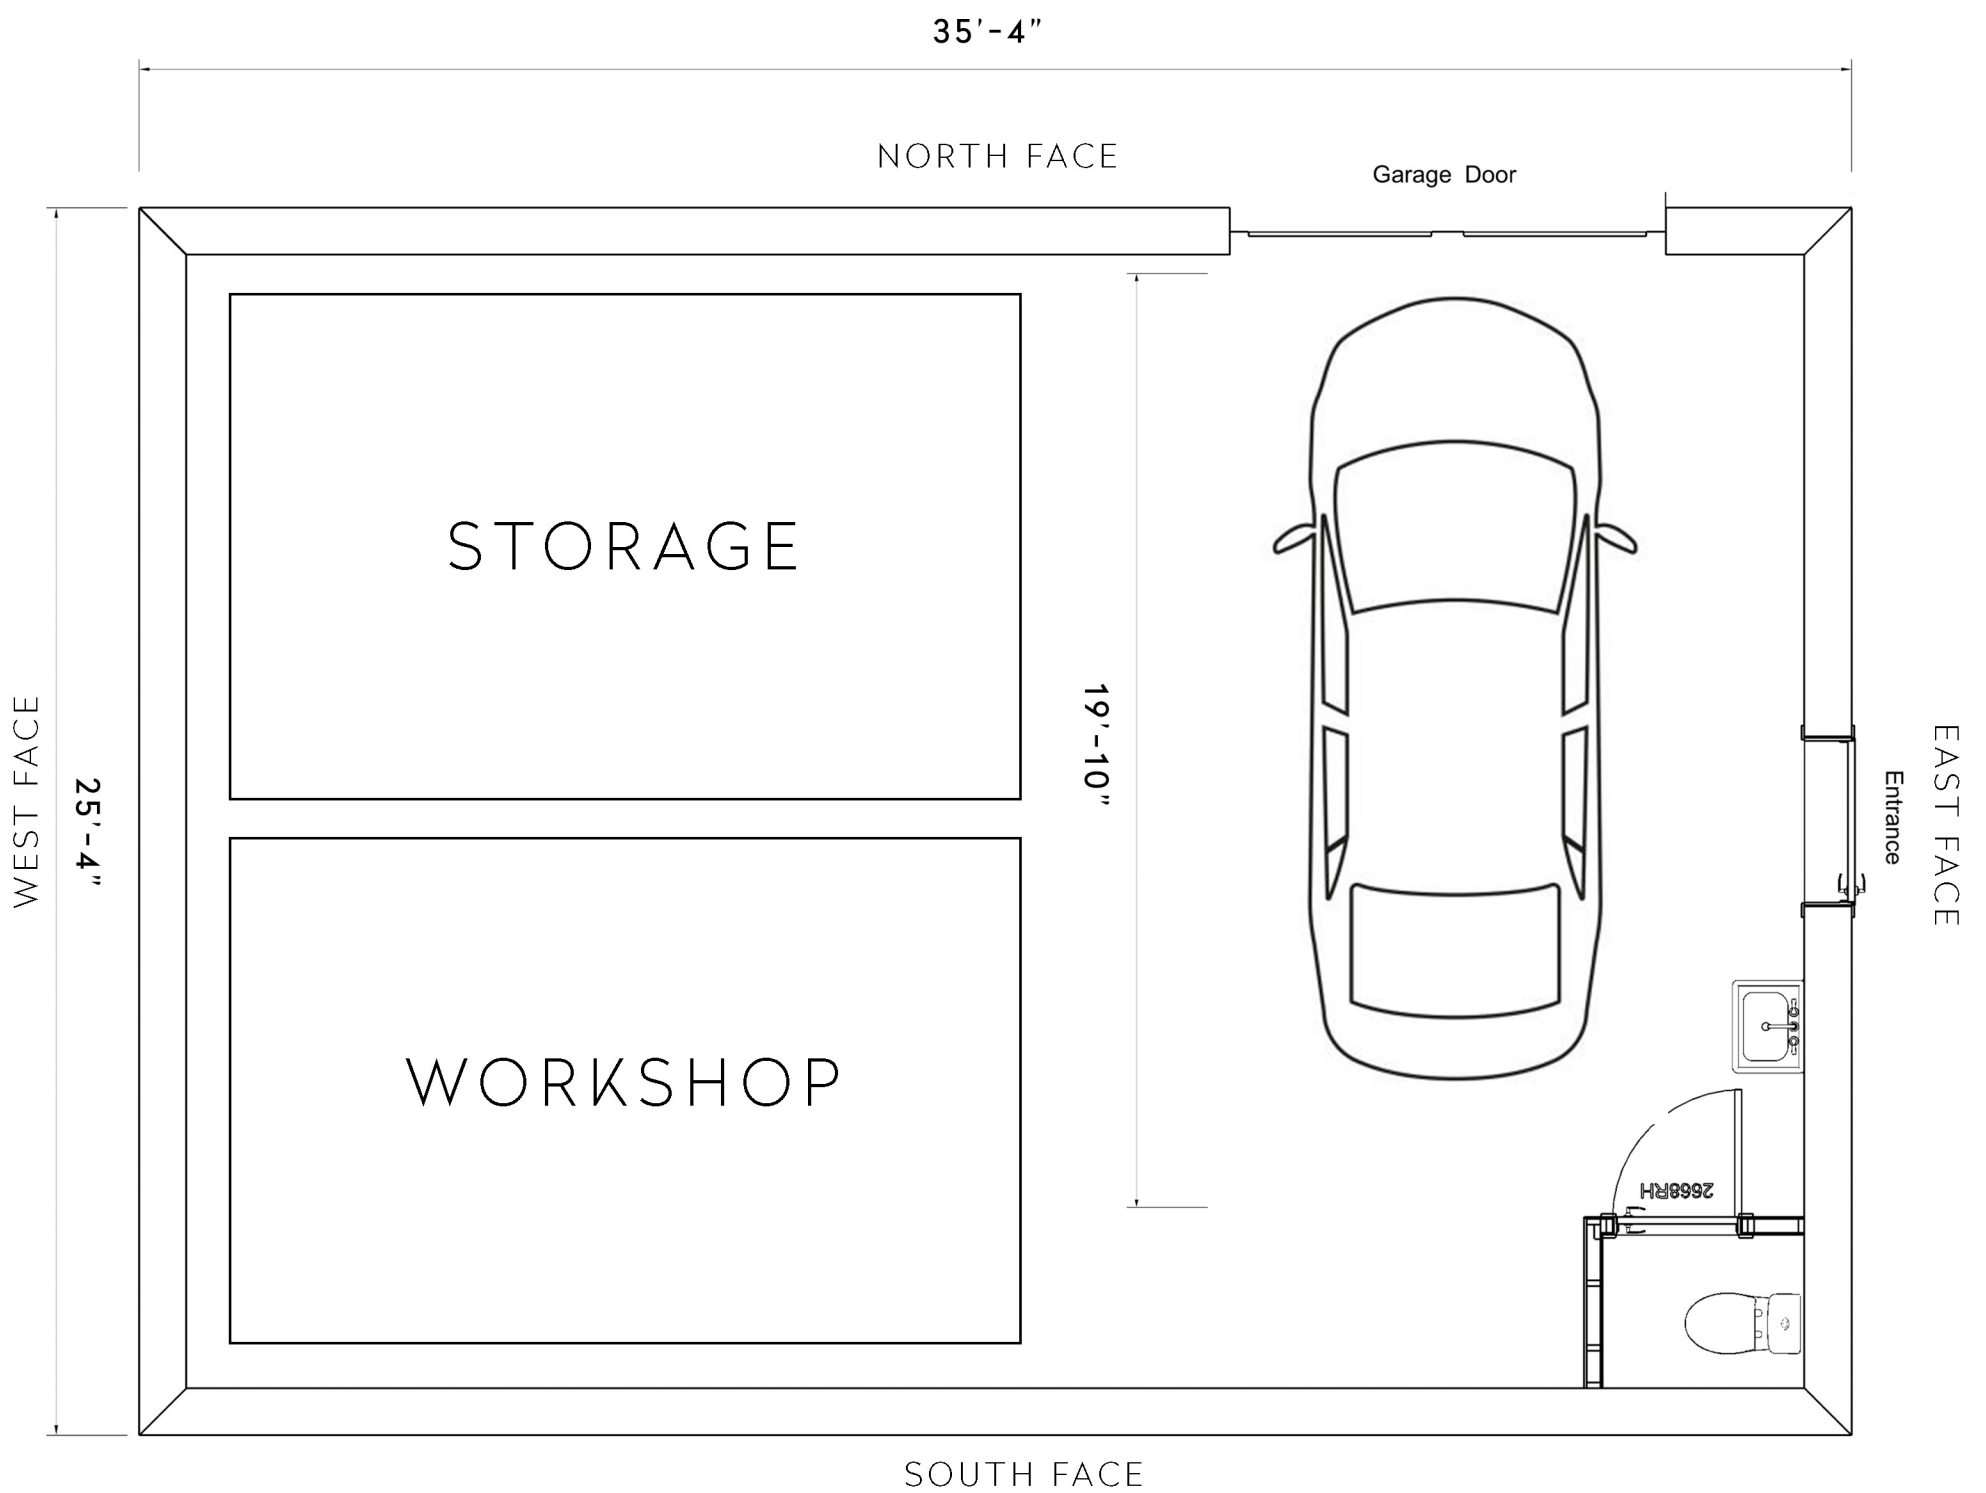 35'-4"
NORTH FACE
Garage Door
STORAGE
19'-10"
WEST FACE
25'-4"
Entrance
EAST FACE
WORKSHOP
2668RH
SOUTH FACE